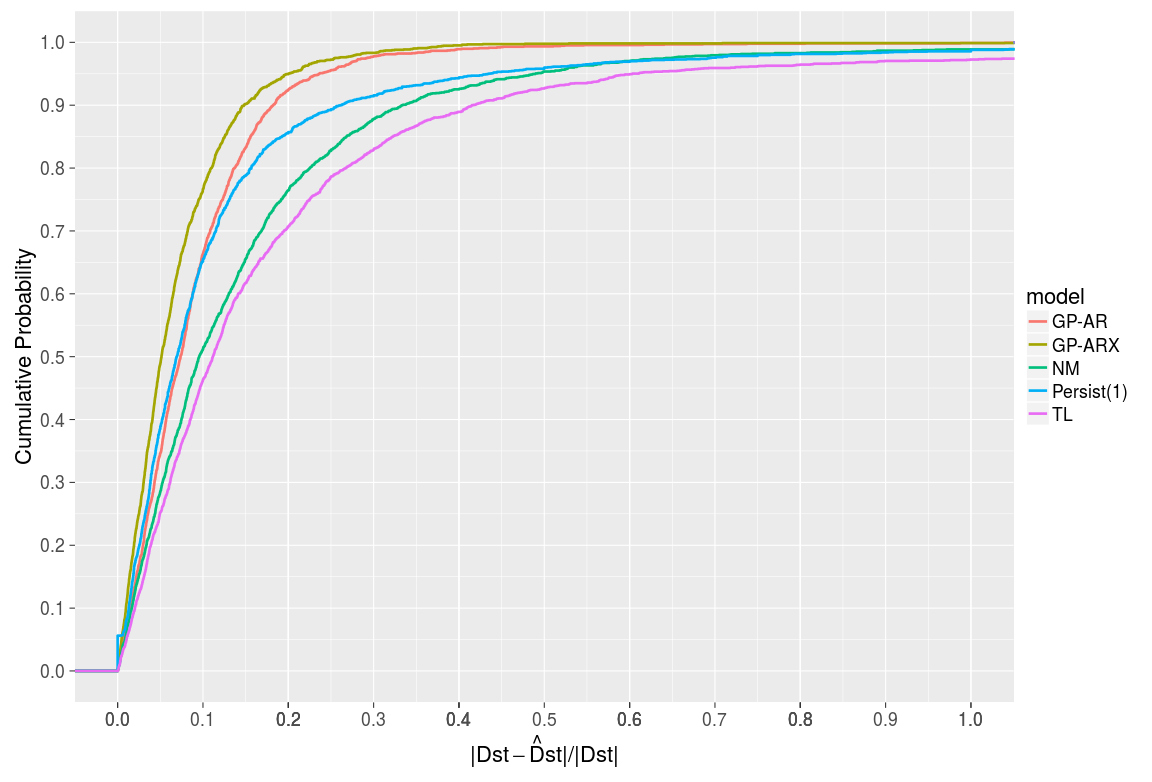 Cumulative Probability
1.0
0.9
0.8
0.7
0.6
0.5
0.4
0.3
0.2
0.1
0.0
0.0 0.1 0.2 0.3 0.4 0.5 0.6 0.7 0.8 0.9 1.0
|Dst − D̂st|/|Dst|
model
GP-AR
GP-ARX
NM
Persist(1)
TL